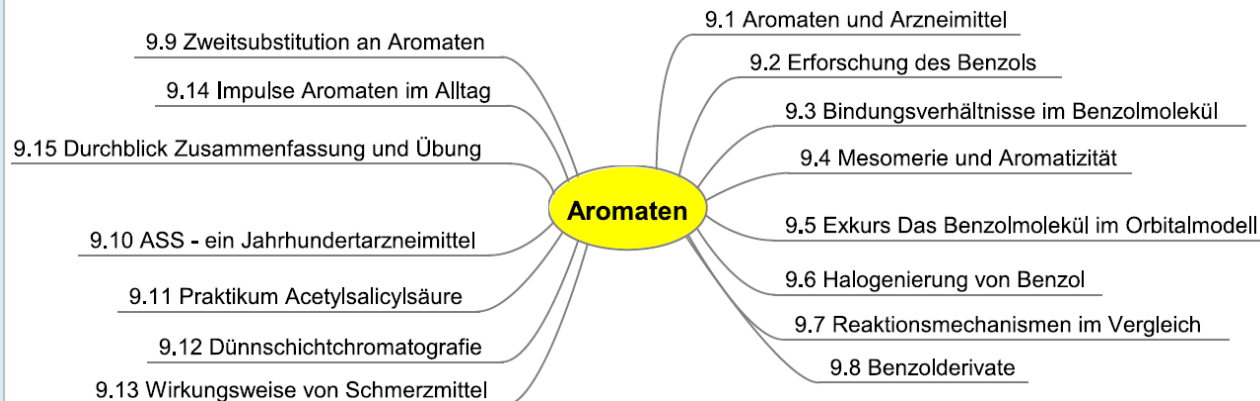 9.1 Aromaten und Arzneimittel
9.9 Zweitsubstitution an Aromaten
9.2 Erforschung des Benzols
9.14 Impulse Aromaten im Alltag
9.3 Bindungsverhältnisse im Benzolmolekül
9.15 Durchblick Zusammenfassung und Übung
9.4 Mesomerie und Aromatizität
Aromaten
9.5 Exkurs Das Benzolmolekül im Orbitalmodell
9.10 ASS - ein Jahrhundertarzneimittel
9.6 Halogenierung von Benzol
9.11 Praktikum Acetylsalicylsäure
9.7 Reaktionsmechanismen im Vergleich
9.12 Dünnschichtchromatografie
9.8 Benzolderivate
9.13 Wirkungsweise von Schmerzmittel